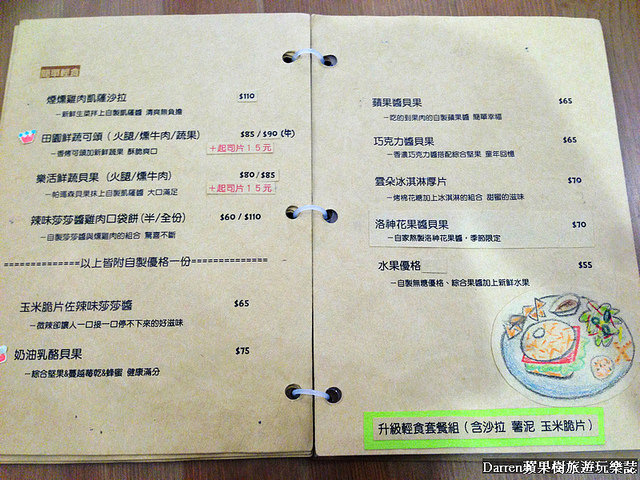 簡單輕食
煙燻雞肉凱薩沙拉 $110
－新鮮生菜拌上自製凱薩醬 清爽無負擔
田園鮮蔬可頌（火腿/燻牛肉/蔬果） $85 / $90 (牛)
－香烤可頌加新鮮蔬果 酥脆爽口
＋起司片１５元
樂活鮮蔬貝果（火腿/燻牛肉） $80 / $85
－帕瑪森貝果抹上自製凱薩醬 大口滿足
＋起司片１５元
辣味莎莎醬雞肉口袋餅 (半/全份) $60 / $110
－自製莎莎醬與燻雞肉的組合 驚喜不斷
以上皆附自製優格一份
玉米脆片佐辣味莎莎醬 $65
－微辣卻讓人一口接一口停不下來的好滋味
奶油乳酪貝果 $75
－綜合堅果&蔓越莓乾&蜂蜜 健康滿分
蘋果醬貝果 $65
－吃的到果肉的自製蘋果醬 簡單幸福
巧克力醬貝果 $65
－香濃巧克力醬搭配綜合堅果 童年回憶
雲朵冰淇淋厚片 $70
－烤棉花糖加上冰淇淋的組合 甜蜜的滋味
洛神花果醬貝果 $70
－自家熬製洛神花果醬，季節限定
水果優格 $55
－自製無糖優格、綜合果醬加上新鮮水果
升級輕食套餐組（含沙拉 薯泥 玉米脆片）
Darren蘋果樹旅遊玩樂誌